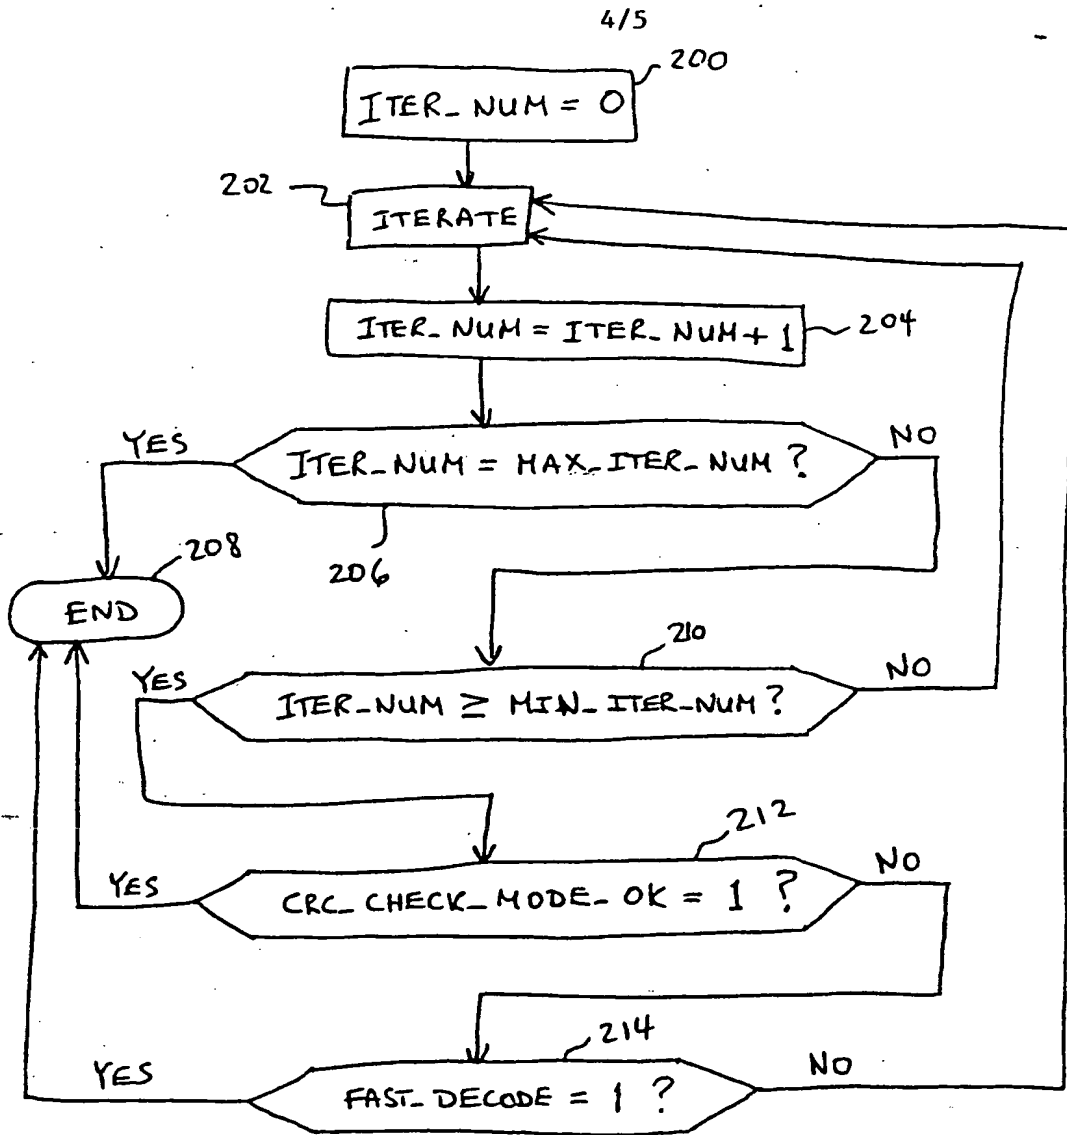 4/5
200
ITER_NUM = 0
202
ITERATE
ITER_NUM = ITER_NUM + 1
204
YES
NO
ITER_NUM = MAX_ITER_NUM ?
208
206
END
210
YES
NO
ITER_NUM ≥ MIN_ITER_NUM ?
212
YES
NO
CRC_CHECK_MODE_OK = 1 ?
214
YES
NO
FAST_DECODE = 1 ?